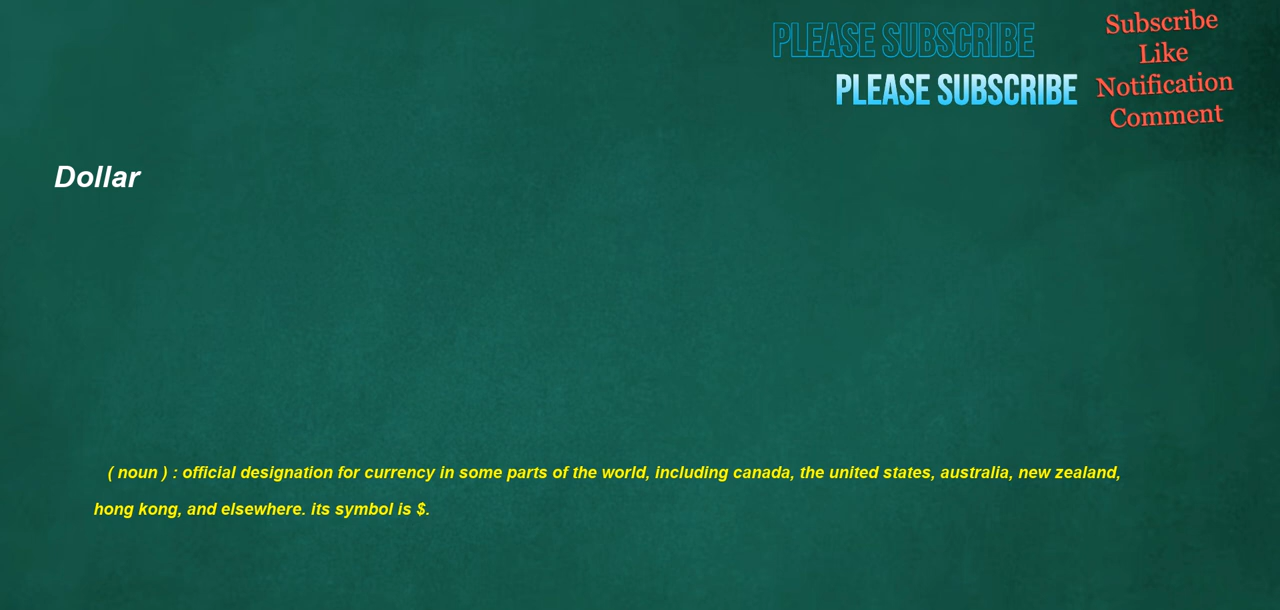 PLEASE SUBSCRIBE
PLEASE SUBSCRIBE
Subscribe
Like
Notification
Comment
Dollar
( noun ) : official designation for currency in some parts of the world, including canada, the united states, australia, new zealand,
hong kong, and elsewhere. its symbol is $.